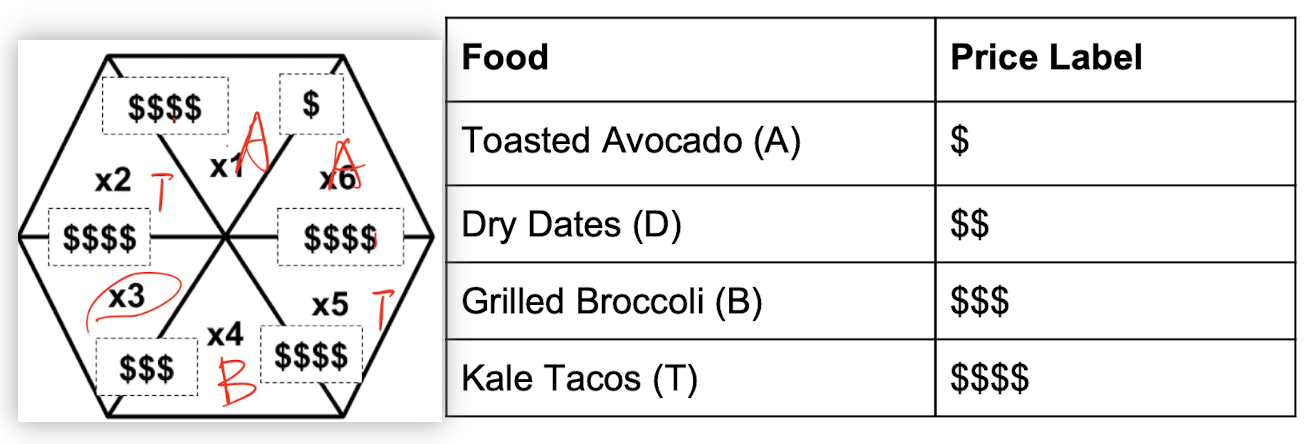 $$$$
$
x1 A
x6 A
x2 T
$$$$
$$$$
x3
x5 T
x4
B
$$$
$$$$
Food Price Label
Toasted Avocado (A) $
Dry Dates (D) $$
Grilled Broccoli (B) $$$
Kale Tacos (T) $$$$